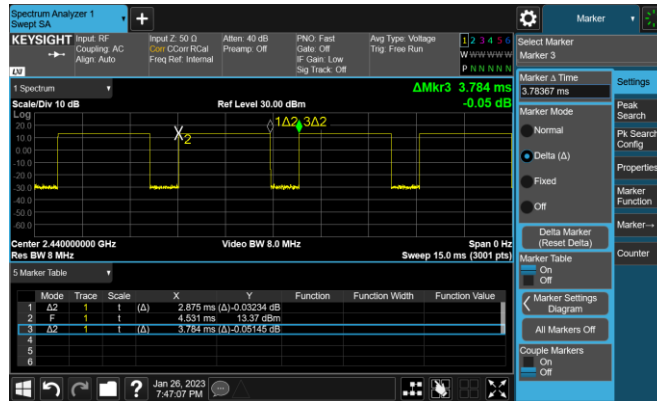 Spectrum Analyzer 1
Swept SA
+
Marker
KEYSIGHT Input: RF Input Z: 50 Ω Atten: 40 dB PNO: Fast Avg Type: Voltage 1 2 3 4 5 6
Coupling: AC Corr CCorr RCal Preamp: Off Gate: Off Trig: Free Run W W W W W W
Align: Auto Freq Ref: Internal IF Gain: Low
Sig Track: Off P N N N N N
LXI
Select Marker
Marker 3
1 Spectrum
ΔMkr3 3.784 ms
Scale/Div 10 dB Ref Level 30.00 dBm -0.05 dB
Log
20.0
10.0
0.00
-10.0
-20.0
-30.0
-40.0
-50.0
-60.0
X2 1Δ2 3Δ2
Center 2.440000000 GHz Video BW 8.0 MHz Span 0 Hz
Res BW 8 MHz Sweep 15.0 ms (3001 pts)
5 Marker Table
Mode Trace Scale X Y Function Function Width Function Value
1 Δ2 1 t (Δ) 2.875 ms (Δ) -0.03234 dB
2 F 1 t 4.531 ms 13.37 dBm
3 Δ2 1 t (Δ) 3.784 ms (Δ) -0.05145 dB
4
5
6
Marker Δ Time
3.78367 ms
Marker Mode
Normal
Delta (Δ)
Fixed
Off
Delta Marker
(Reset Delta)
Marker Table
On
Off
Marker Settings
Diagram
All Markers Off
Couple Markers
On
Off
Settings
Peak
Search
Pk Search
Config
Properties
Marker
Function
Marker→
Counter
?
Jan 26, 2023
7:47:07 PM